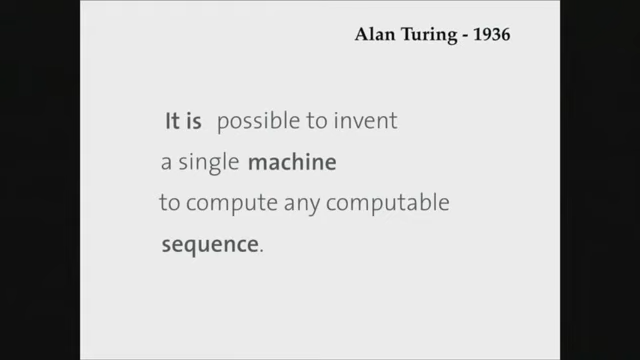 Alan Turing - 1936
It is possible to invent
a single machine
to compute any computable
sequence.